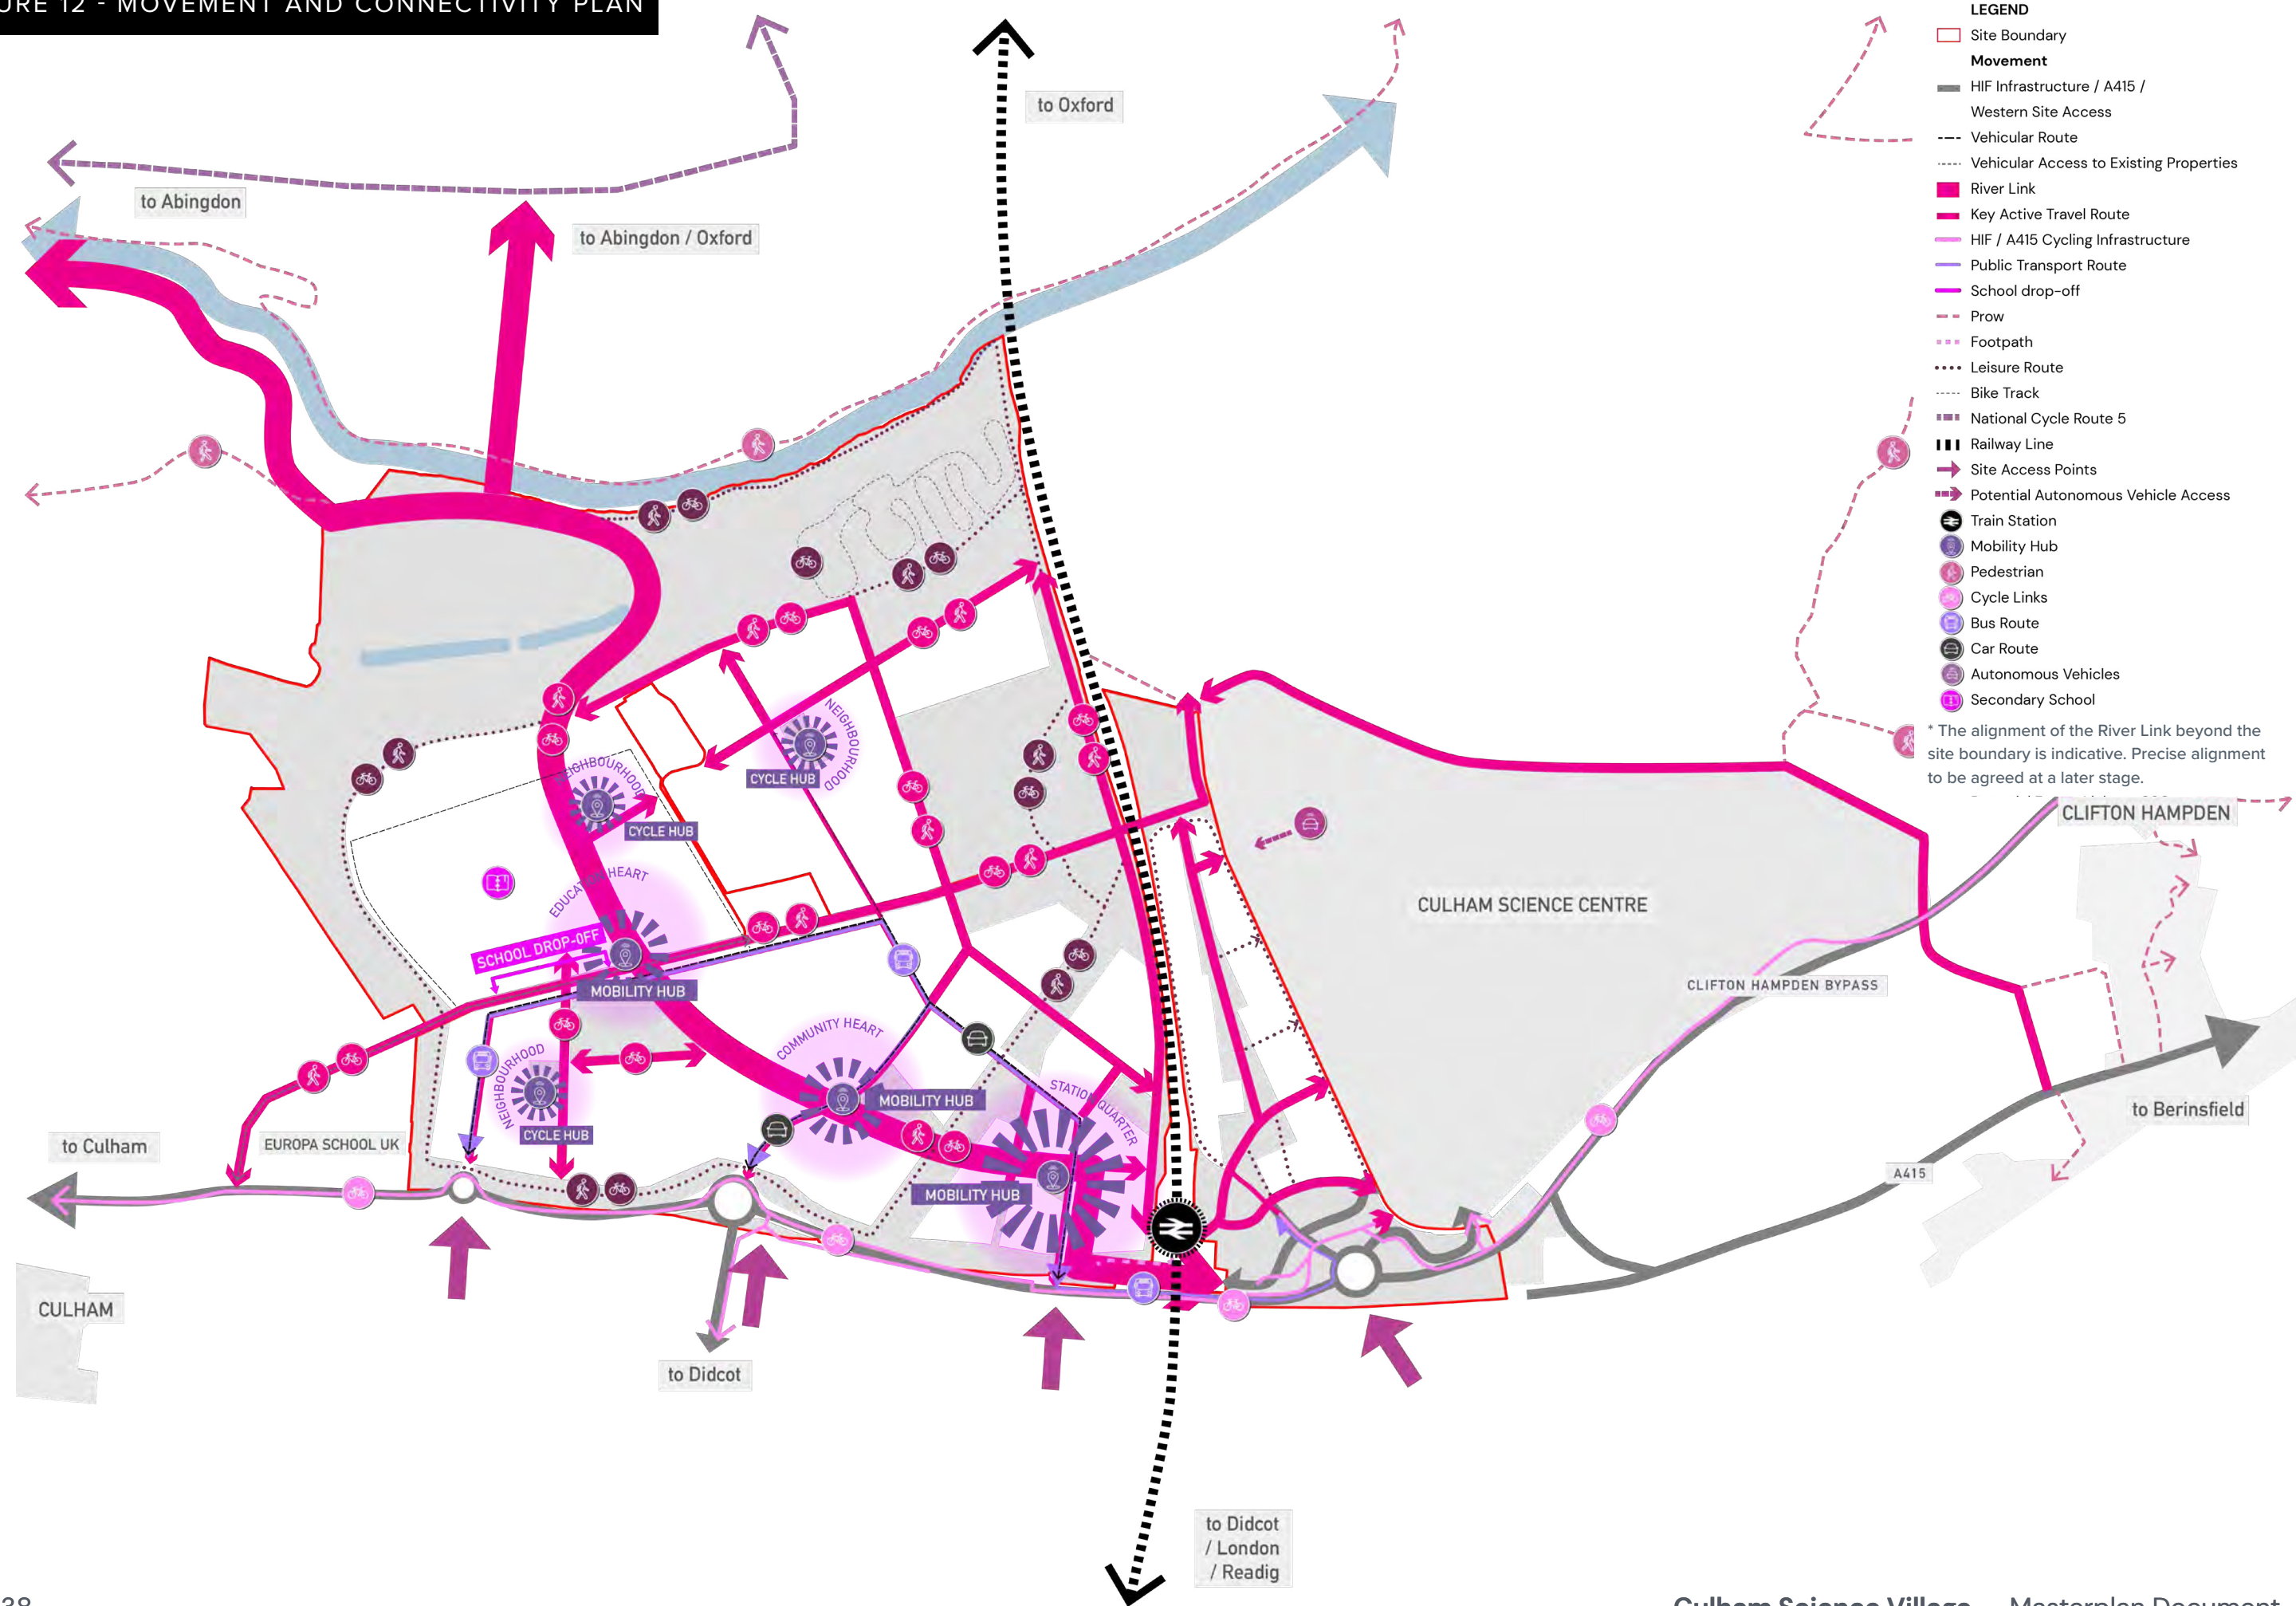 URE 12 - MOVEMENT AND CONNECTIVITY PLAN
LEGEND
Site Boundary
Movement
HIF Infrastructure / A415 /
Western Site Access
Vehicular Route
Vehicular Access to Existing Properties
River Link
Key Active Travel Route
HIF / A415 Cycling Infrastructure
Public Transport Route
School drop-off
Prow
Footpath
Leisure Route
Bike Track
National Cycle Route 5
Railway Line
Site Access Points
Potential Autonomous Vehicle Access
Train Station
Mobility Hub
Pedestrian
Cycle Links
Bus Route
Car Route
Autonomous Vehicles
Secondary School
* The alignment of the River Link beyond the
site boundary is indicative. Precise alignment
to be agreed at a later stage.
to Oxford
to Abingdon
to Abingdon / Oxford
NEIGHBOURHOOD
CYCLE HUB
NEIGHBOURHOOD
CYCLE HUB
CLIFTON HAMPDEN
EDUCATION HEART
CULHAM SCIENCE CENTRE
SCHOOL DROP-OFF
MOBILITY HUB
CLIFTON HAMPDEN BYPASS
COMMUNITY HEART
NEIGHBOURHOOD
MOBILITY HUB
STATION QUARTER
to Berinsfield
CYCLE HUB
to Culham
EUROPA SCHOOL UK
A415
MOBILITY HUB
CULHAM
to Didcot
to Didcot
/ London
/ Readig
38
Culham Science Village Masterplan Document